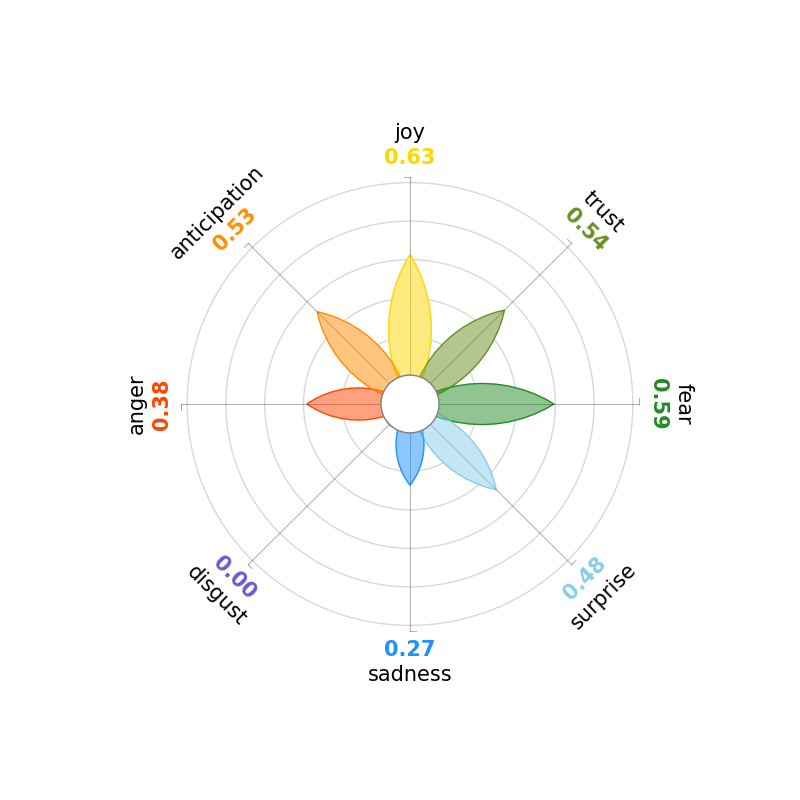 joy
0.63
trust
0.54
fear
0.59
surprise
0.48
0.27
sadness
disgust
0.00
anger
0.38
anticipation
0.53